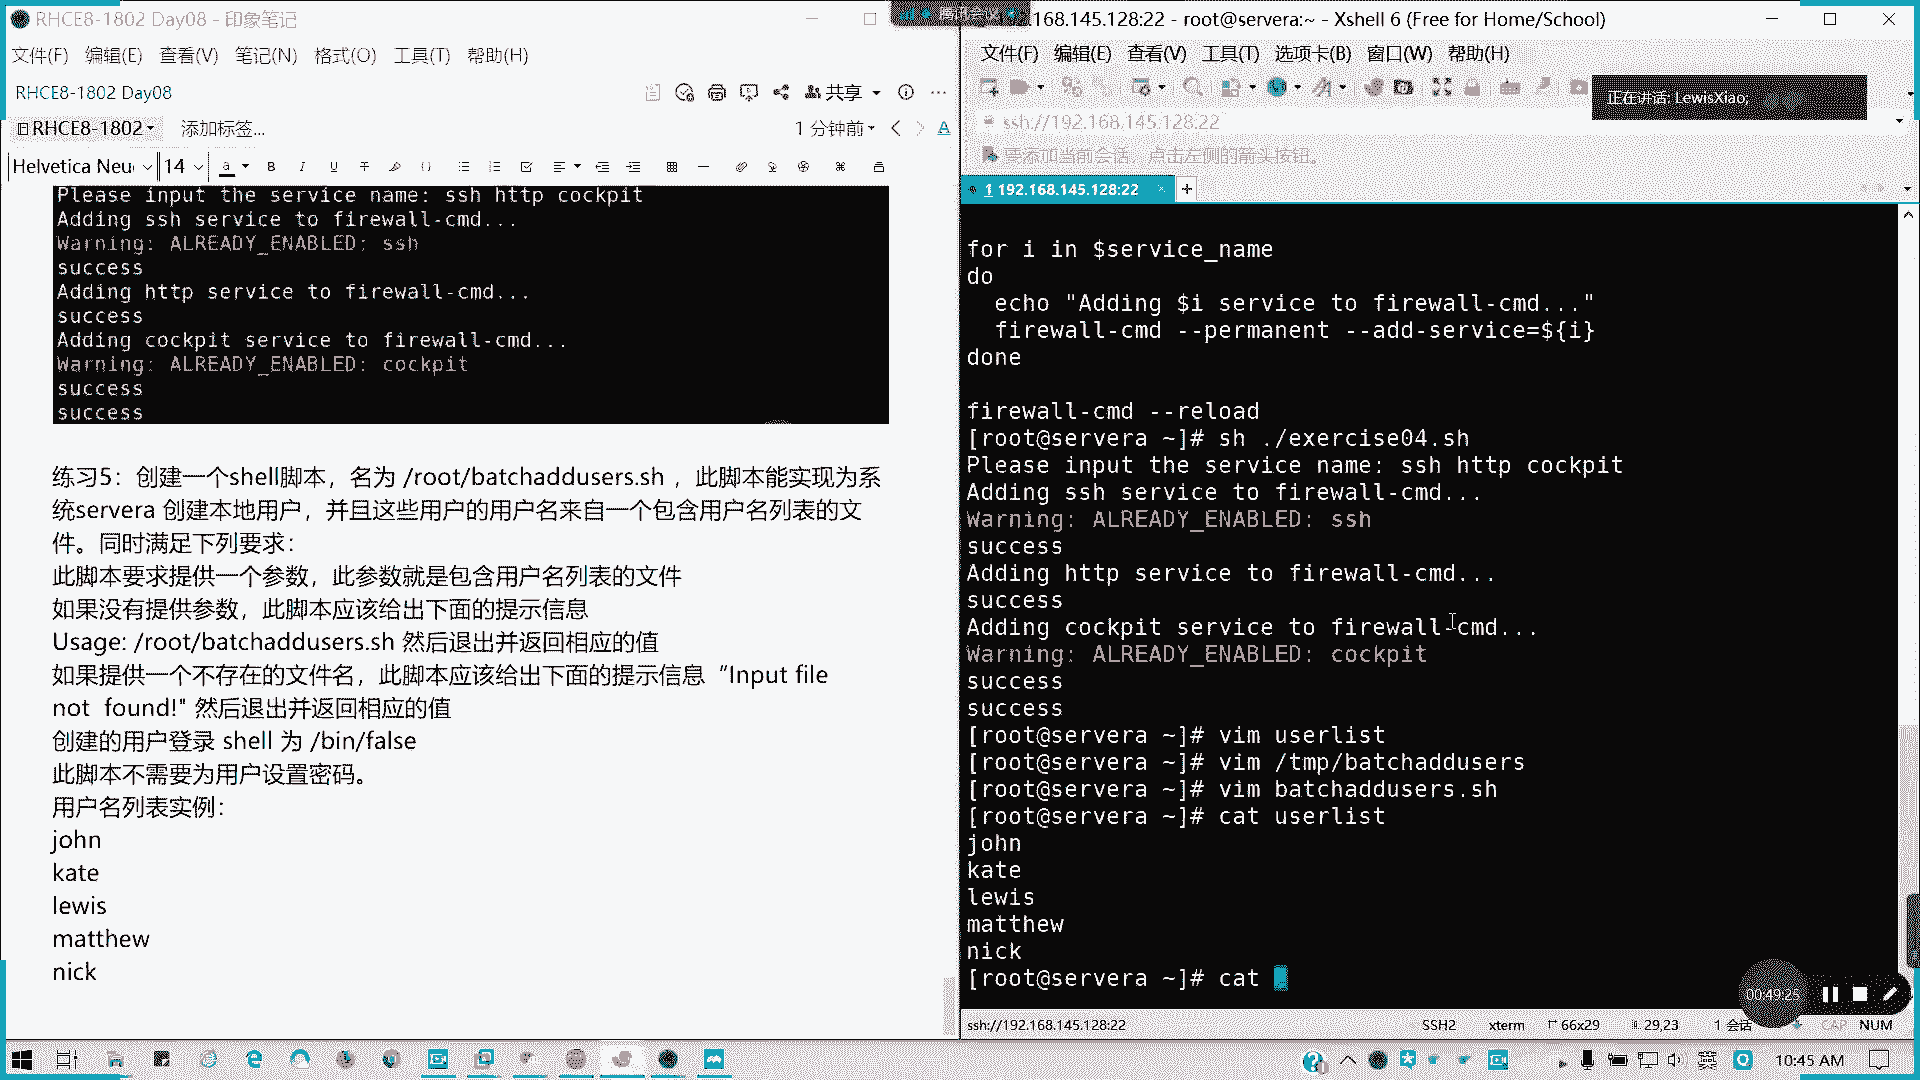 RHCE8-1802 Day08 - 印象笔记
文件(F) 编辑(E) 查看(V) 笔记(N) 格式(O) 工具(T) 帮助(H)
RHCE8-1802 Day08
共享
RHCE8-1802
添加标签...
1 分钟前
Helvetica Neu
14
Please input the service name: ssh http cockpit
Adding ssh service to firewall-cmd...
Warning: ALREADY_ENABLED: ssh
success
Adding http service to firewall-cmd...
success
Adding cockpit service to firewall-cmd...
Warning: ALREADY_ENABLED: cockpit
success
success
练习5：创建一个shell脚本，名为 /root/batchaddusers.sh ，此脚本能实现为系
统servera 创建本地用户，并且这些用户的用户名来自一个包含用户名列表的文
件。同时满足下列要求：
此脚本要求提供一个参数，此参数就是包含用户名列表的文件
如果没有提供参数，此脚本应该给出下面的提示信息
Usage: /root/batchaddusers.sh 然后退出并返回相应的值
如果提供一个不存在的文件名，此脚本应该给出下面的提示信息“Input file
not  found!" 然后退出并返回相应的值
创建的用户登录 shell 为 /bin/false
此脚本不需要为用户设置密码。
用户名列表实例：
john
kate
lewis
matthew
nick
腾讯会议
.168.145.128:22 - root@servera:~ - Xshell 6 (Free for Home/School)
文件(F) 编辑(E) 查看(V) 工具(T) 选项卡(B) 窗口(W) 帮助(H)
正在讲话: LewisXiao;
ssh://192.168.145.128:22
要添加当前会话，点击左侧的箭头按钮。
1 192.168.145.128:22
for i in $service_name
do
  echo "Adding $i service to firewall-cmd..."
  firewall-cmd --permanent --add-service=${i}
done
firewall-cmd --reload
[root@servera ~]# sh ./exercise04.sh
Please input the service name: ssh http cockpit
Adding ssh service to firewall-cmd...
Warning: ALREADY_ENABLED: ssh
success
Adding http service to firewall-cmd...
success
Adding cockpit service to firewall-cmd...
Warning: ALREADY_ENABLED: cockpit
success
success
[root@servera ~]# vim userlist
[root@servera ~]# vim /tmp/batchaddusers
[root@servera ~]# vim batchaddusers.sh
[root@servera ~]# cat userlist
john
kate
lewis
matthew
nick
[root@servera ~]# cat
00:49:25
ssh://192.168.145.128:22
SSH2
xterm
66x29
29,23
1 会话
CAP
NUM
英
10:45 AM